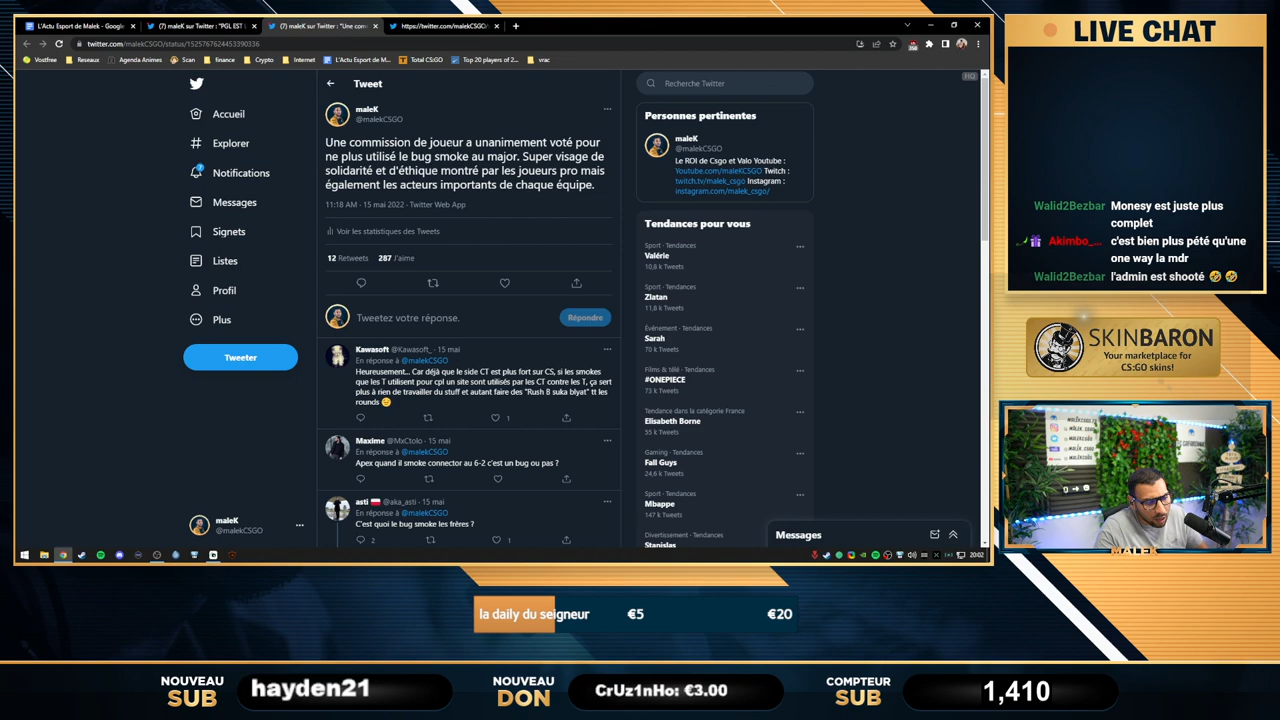 L'Actu Esport de Malek - Google
(7) maleK sur Twitter : "PGL EST L
(7) maleK sur Twitter : "Une com
https://twitter.com/malekCSGO/
twitter.com/malekCSGO/status/1525767624453390336
Vostfree
Reseaux
Agenda Animes
Scan
finance
Crypto
Internet
L'Actu Esport de M...
Total CS:GO
Top 20 players of 2...
vrac
HQ
Accueil
Explorer
Notifications
Messages
Signets
Listes
Profil
Plus
Tweeter
maleK
@malekCSGO
Tweet
maleK
@malekCSGO
Une commission de joueur a unanimement voté pour
ne plus utilisé le bug smoke au major. Super visage de
solidarité et d'éthique montré par les joueurs pro mais
également les acteurs importants de chaque équipe.
11:18 AM · 15 mai 2022 · Twitter Web App
Voir les statistiques des Tweets
12 Retweets 287 J'aime
Tweetez votre réponse.
Répondre
Kawasoft @Kawasoft_ · 15 mai
En réponse à @malekCSGO
Heureusement... Car déjà que le side CT est plus fort sur CS, si les smokes
que les T utilisent pour cpl un site sont utilisés par les CT contre les T, ça sert
plus à rien de travailler du stuff et autant faire des "Rush B suka blyat" tt les
rounds 😟
1
Maxime @MxCtolo · 15 mai
En réponse à @malekCSGO
Apex quand il smoke connector au 6-2 c'est un bug ou pas ?
asti 🇵🇱 @aka_asti · 15 mai
En réponse à @malekCSGO
C'est quoi le bug smoke les frères ?
2 1
Recherche Twitter
Personnes pertinentes
maleK
@malekCSGO
Le ROI de Csgo et Valo Youtube :
Youtube.com/maleKCSGO Twitch :
twitch.tv/malek_csgo Instagram :
instagram.com/malek_csgo/
Tendances pour vous
Sport · Tendances
Valérie
10,8 k Tweets
Sport · Tendances
Zlatan
11,6 k Tweets
Événement · Tendances
Sarah
70 k Tweets
Films & télé · Tendances
#ONEPIECE
73 k Tweets
Tendance dans la catégorie France
Elisabeth Borne
55 k Tweets
Gaming · Tendances
Fall Guys
24,6 k Tweets
Sport · Tendances
Mbappe
147 k Tweets
Divertissement · Tendances
Stanislas
Messages
20:02
LIVE CHAT
Walid2Bezbar Monesy est juste plus
complet
Akimbo_... c'est bien plus pété qu'une
one way la mdr
Walid2Bezbar l'admin est shooté 🤣 🤣
SKINBARON
Your marketplace for
CS:GO skins!
MALEK
la daily du seigneur €5 €20
NOUVEAU
SUB
hayden21
NOUVEAU
DON
CrUz1nHo: €3.00
COMPTEUR
SUB
1,410